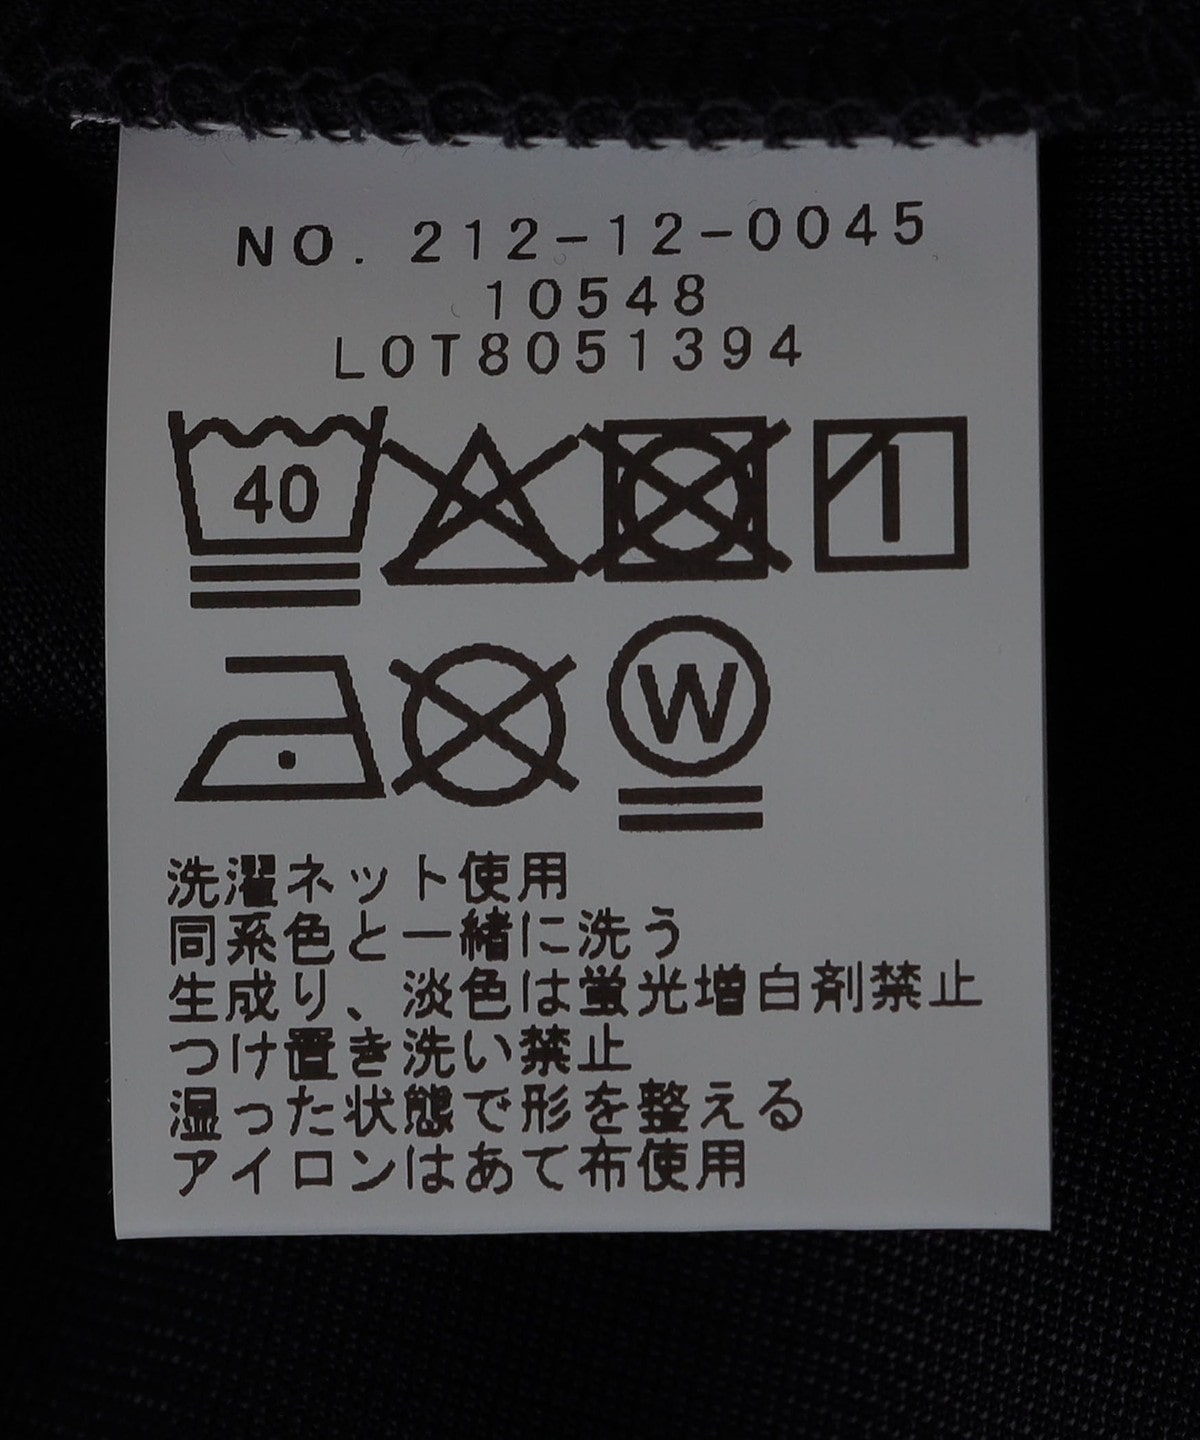 NO. 212-12-0045
10548
LOT8051394
40
W
洗濯ネット使用
同系色と一緒に洗う
生成り、淡色は蛍光増白剤禁止
つけ置き洗い禁止
湿った状態で形を整える
アイロンはあて布使用